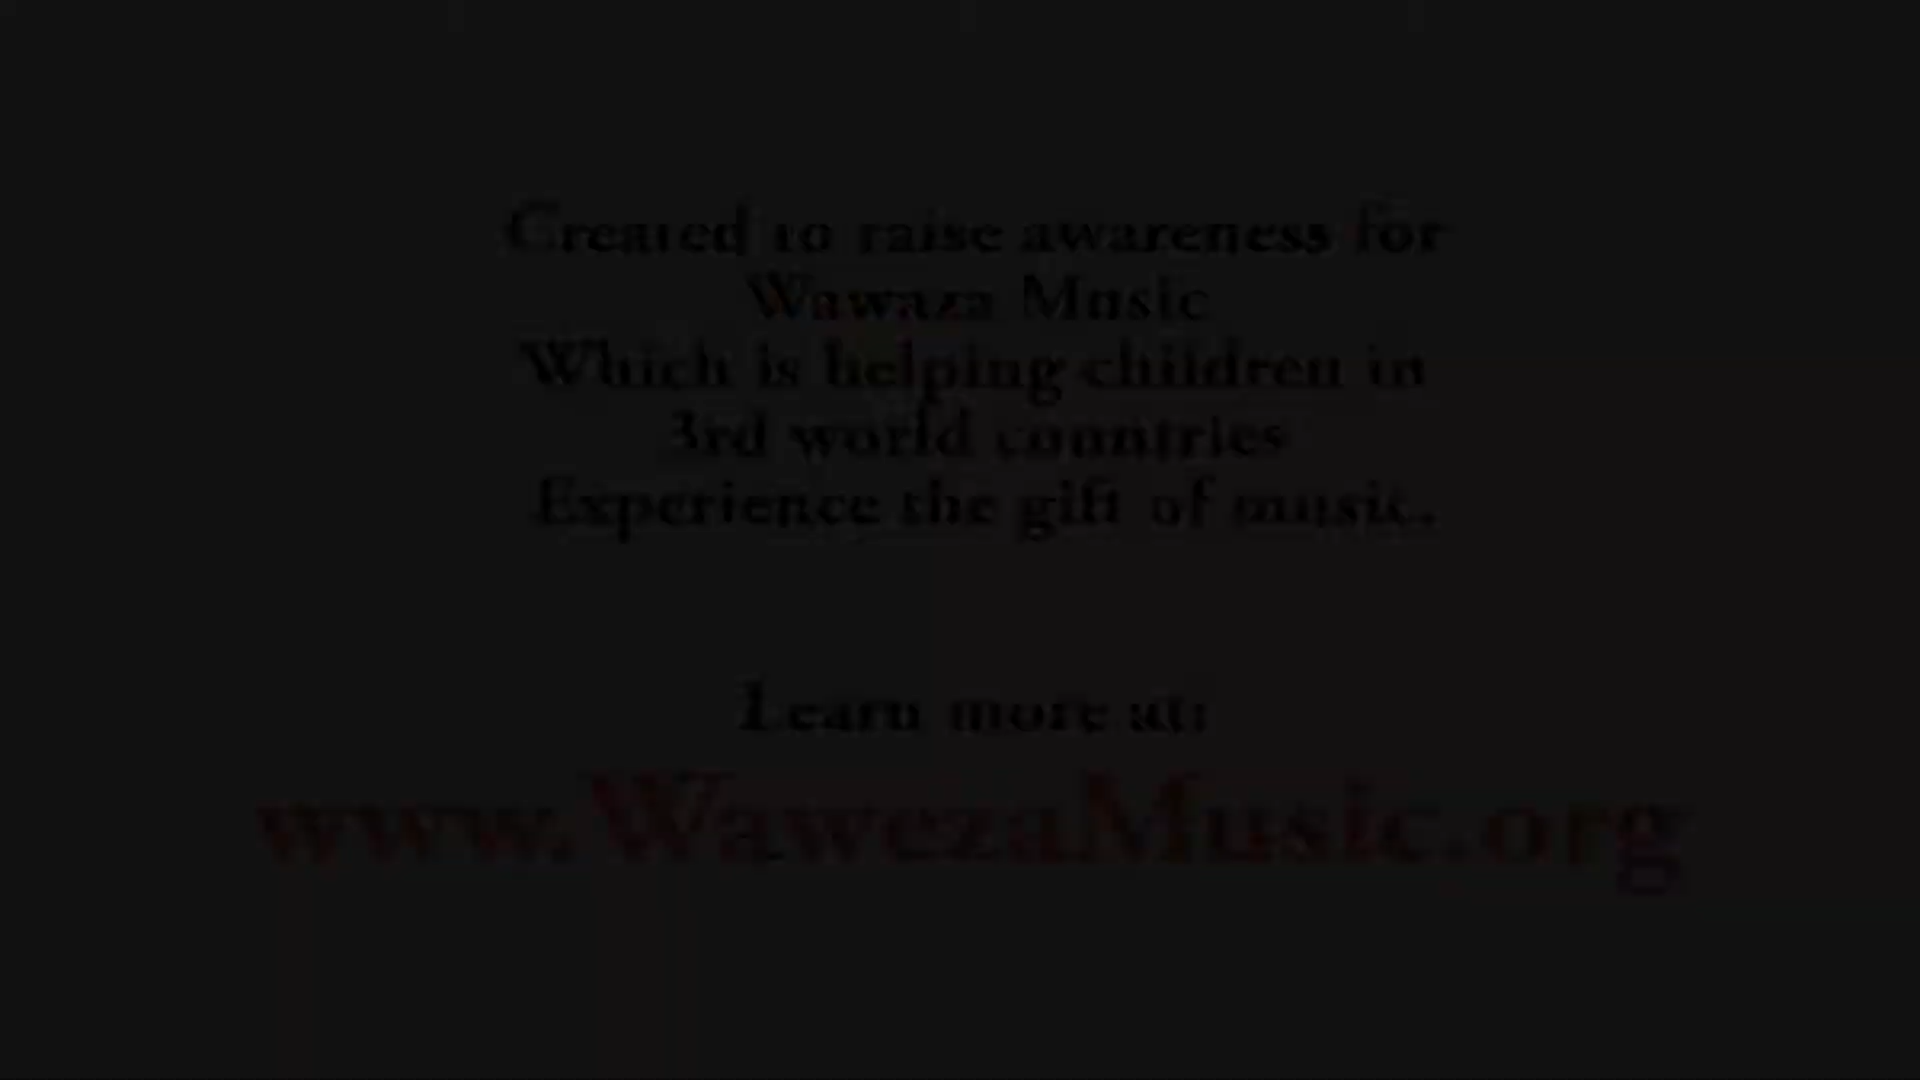 Created to raise awareness for
Wawaza Music
Which is helping children in
3rd world countries
Experience the gift of music.
Learn more at:
www.WawezaMusic.org